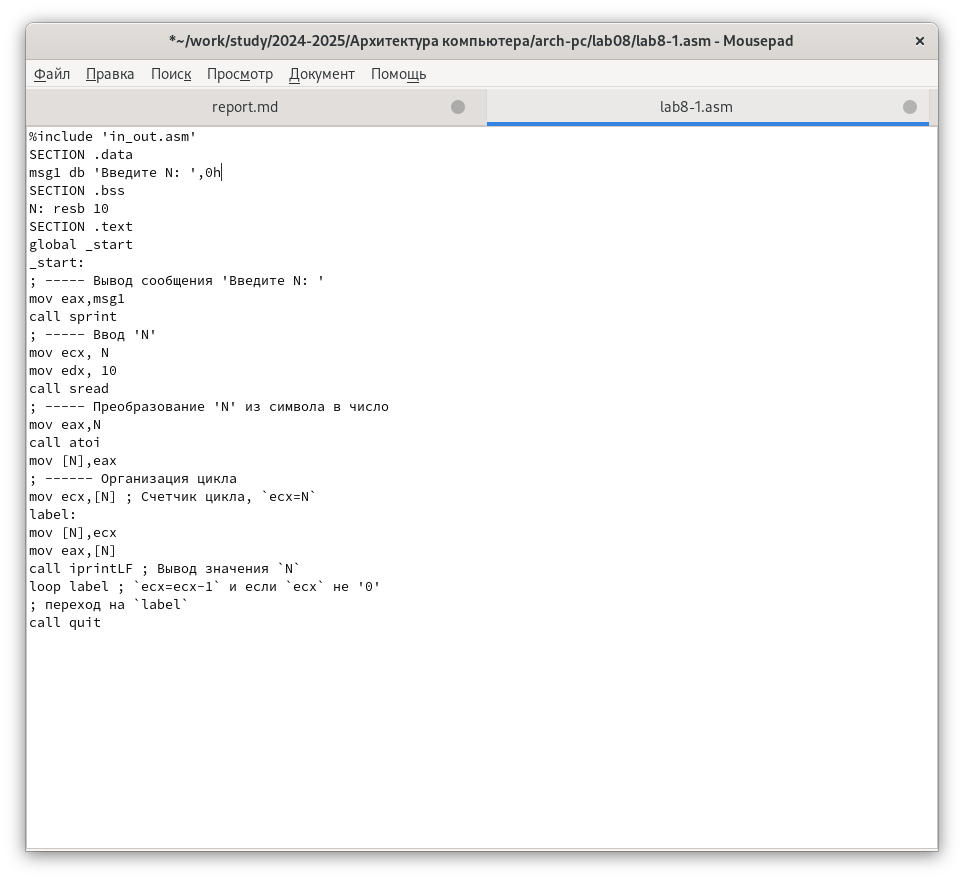 *~/work/study/2024-2025/Архитектура компьютера/arch-pc/lab08/lab8-1.asm - Mousepad
×
Файл Правка Поиск Просмотр Документ Помощь
report.md lab8-1.asm
%include 'in_out.asm'
SECTION .data
msg1 db 'Введите N: ',0h
SECTION .bss
N: resb 10
SECTION .text
global _start
_start:
; ----- Вывод сообщения 'Введите N: '
mov eax,msg1
call sprint
; ----- Ввод 'N'
mov ecx, N
mov edx, 10
call sread
; ----- Преобразование 'N' из символа в число
mov eax,N
call atoi
mov [N],eax
; ------ Организация цикла
mov ecx,[N] ; Счетчик цикла, `ecx=N`
label:
mov [N],ecx
mov eax,[N]
call iprintLF ; Вывод значения `N`
loop label ; `ecx=ecx-1` и если `ecx` не '0'
; переход на `label`
call quit